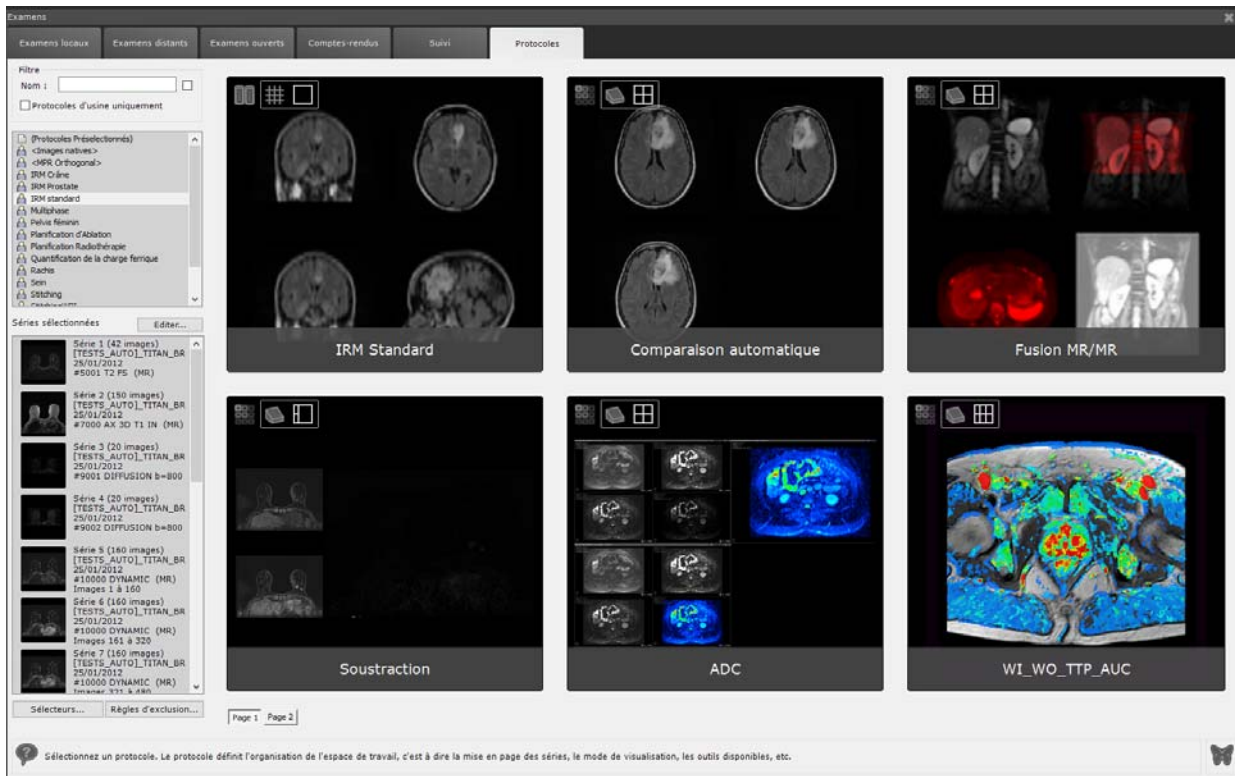 Examens
Examens locaux
Examens distants
Examens ouverts
Comptes-rendus
Suivi
Protocoles
Filtre
Nom :
Protocoles d'usine uniquement
(Protocoles Préselectionnés)
<Images natives>
<MPR Orthogonal>
IRM Crâne
IRM Prostate
IRM standard
Multiphase
Pelvis féminin
Planification d'Ablation
Planification Radiothérapie
Quantification de la charge ferrique
Rachis
Sein
Stitching
Séries sélectionnées
Editer...
Série 1 (42 images)
[TESTS_AUTO]_TITAN_BR
25/01/2012
#5001 T2 FS (MR)
Série 2 (150 images)
[TESTS_AUTO]_TITAN_BR
25/01/2012
#7000 AX 3D T1 IN (MR)
Série 3 (20 images)
[TESTS_AUTO]_TITAN_BR
25/01/2012
#9001 DIFFUSION b=800
Série 4 (20 images)
[TESTS_AUTO]_TITAN_BR
25/01/2012
#9002 DIFFUSION b=800
Série 5 (160 images)
[TESTS_AUTO]_TITAN_BR
25/01/2012
#10000 DYNAMIC (MR)
Images 1 à 160
Série 6 (160 images)
[TESTS_AUTO]_TITAN_BR
25/01/2012
#10000 DYNAMIC (MR)
Images 161 à 320
Série 7 (160 images)
[TESTS_AUTO]_TITAN_BR
25/01/2012
#10000 DYNAMIC (MR)
Images 321 à 480
Sélecteurs...
Règles d'exclusion...
IRM Standard
Comparaison automatique
Fusion MR/MR
Soustraction
ADC
WI_WO_TTP_AUC
Page 1
Page 2
Sélectionnez un protocole. Le protocole définit l'organisation de l'espace de travail, c'est à dire la mise en page des séries, le mode de visualisation, les outils disponibles, etc.